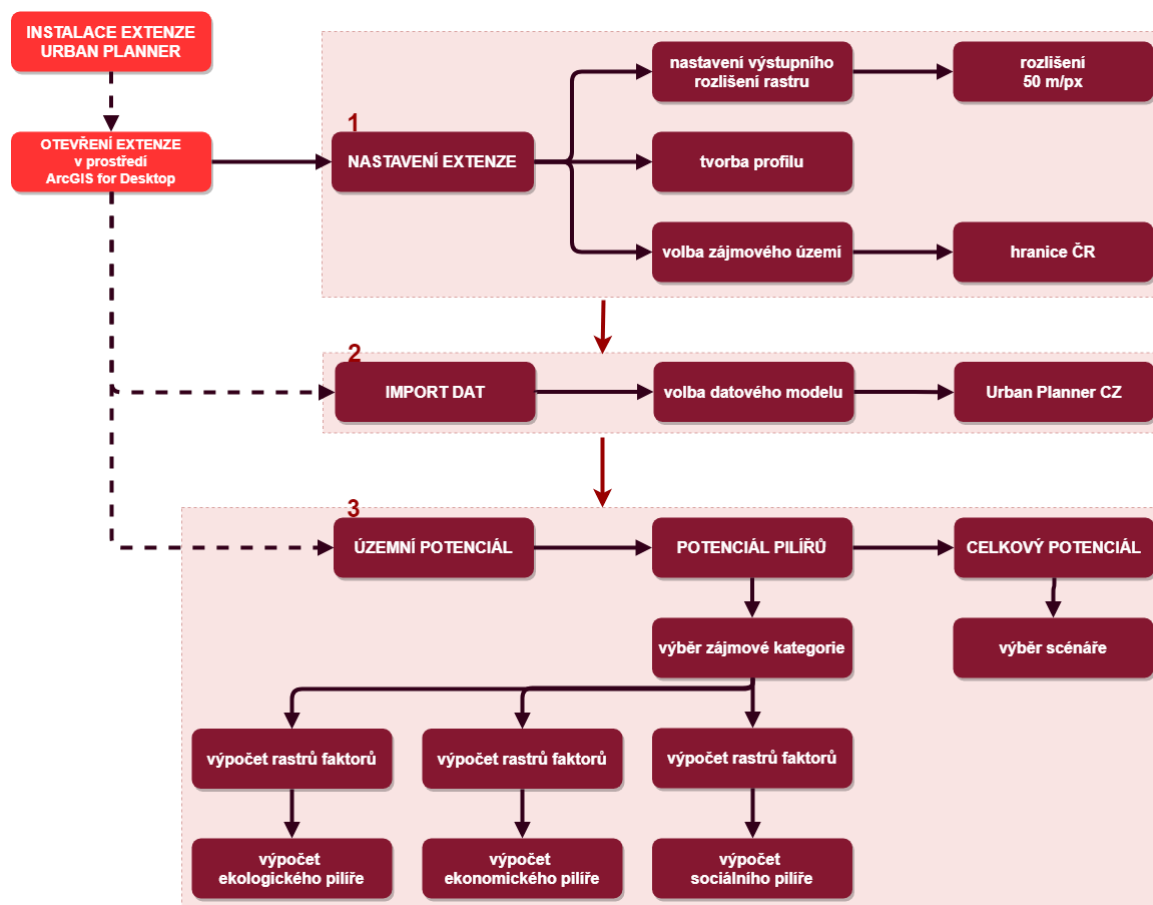 INSTALACE EXTENZE
URBAN PLANNER
OTEVŘENÍ EXTENZE
v prostředí
ArcGIS for Desktop
1
NASTAVENÍ EXTENZE
nastavení výstupního
rozlišení rastru
rozlišení
50 m/px
tvorba profilu
volba zájmového území
hranice ČR
2
IMPORT DAT
volba datového modelu
Urban Planner CZ
3
ÚZEMNÍ POTENCIÁL
POTENCIÁL PILÍŘŮ
CELKOVÝ POTENCIÁL
výběr zájmové kategorie
výběr scénáře
výpočet rastrů faktorů
výpočet rastrů faktorů
výpočet rastrů faktorů
výpočet
ekologického pilíře
výpočet
ekonomického pilíře
výpočet
sociálního pilíře